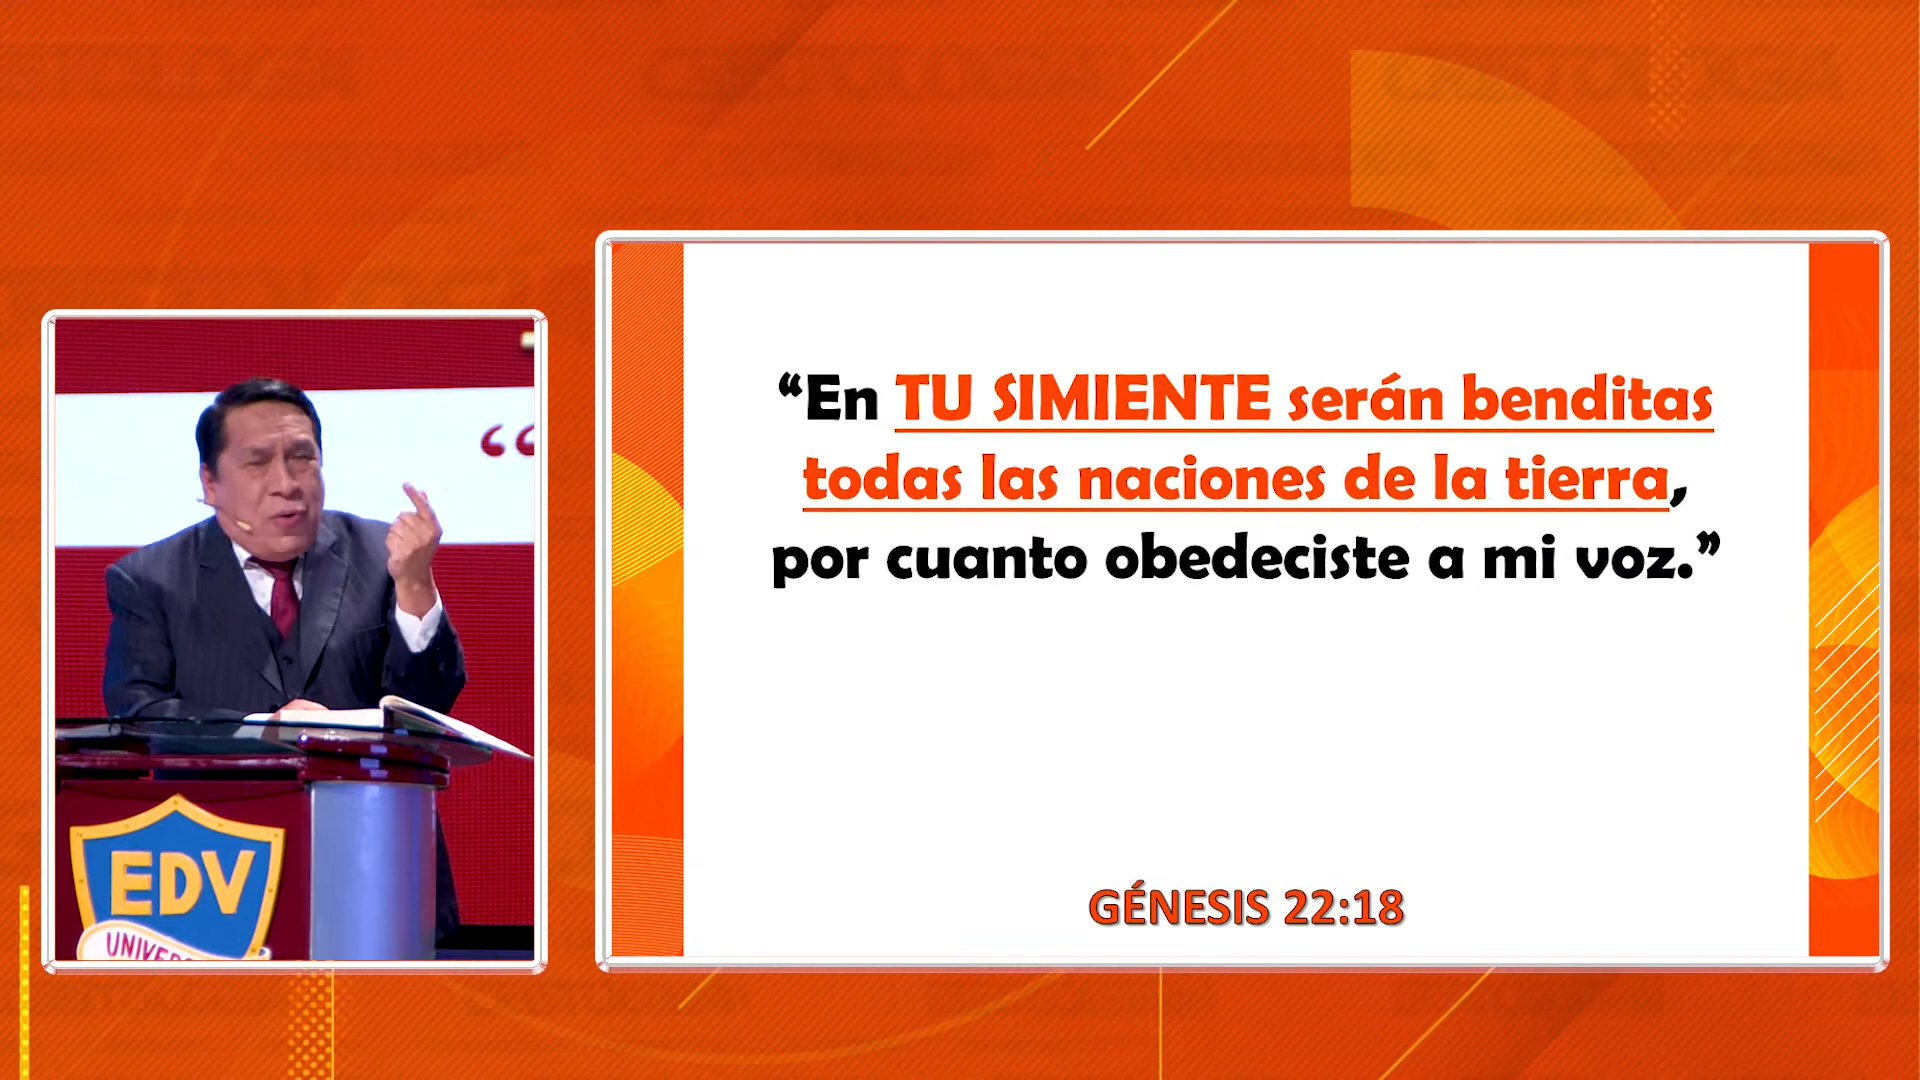 “En TU SIMIENTE serán benditas
todas las naciones de la tierra,
por cuanto obedeciste a mi voz.”
GÉNESIS 22:18
“
EDV